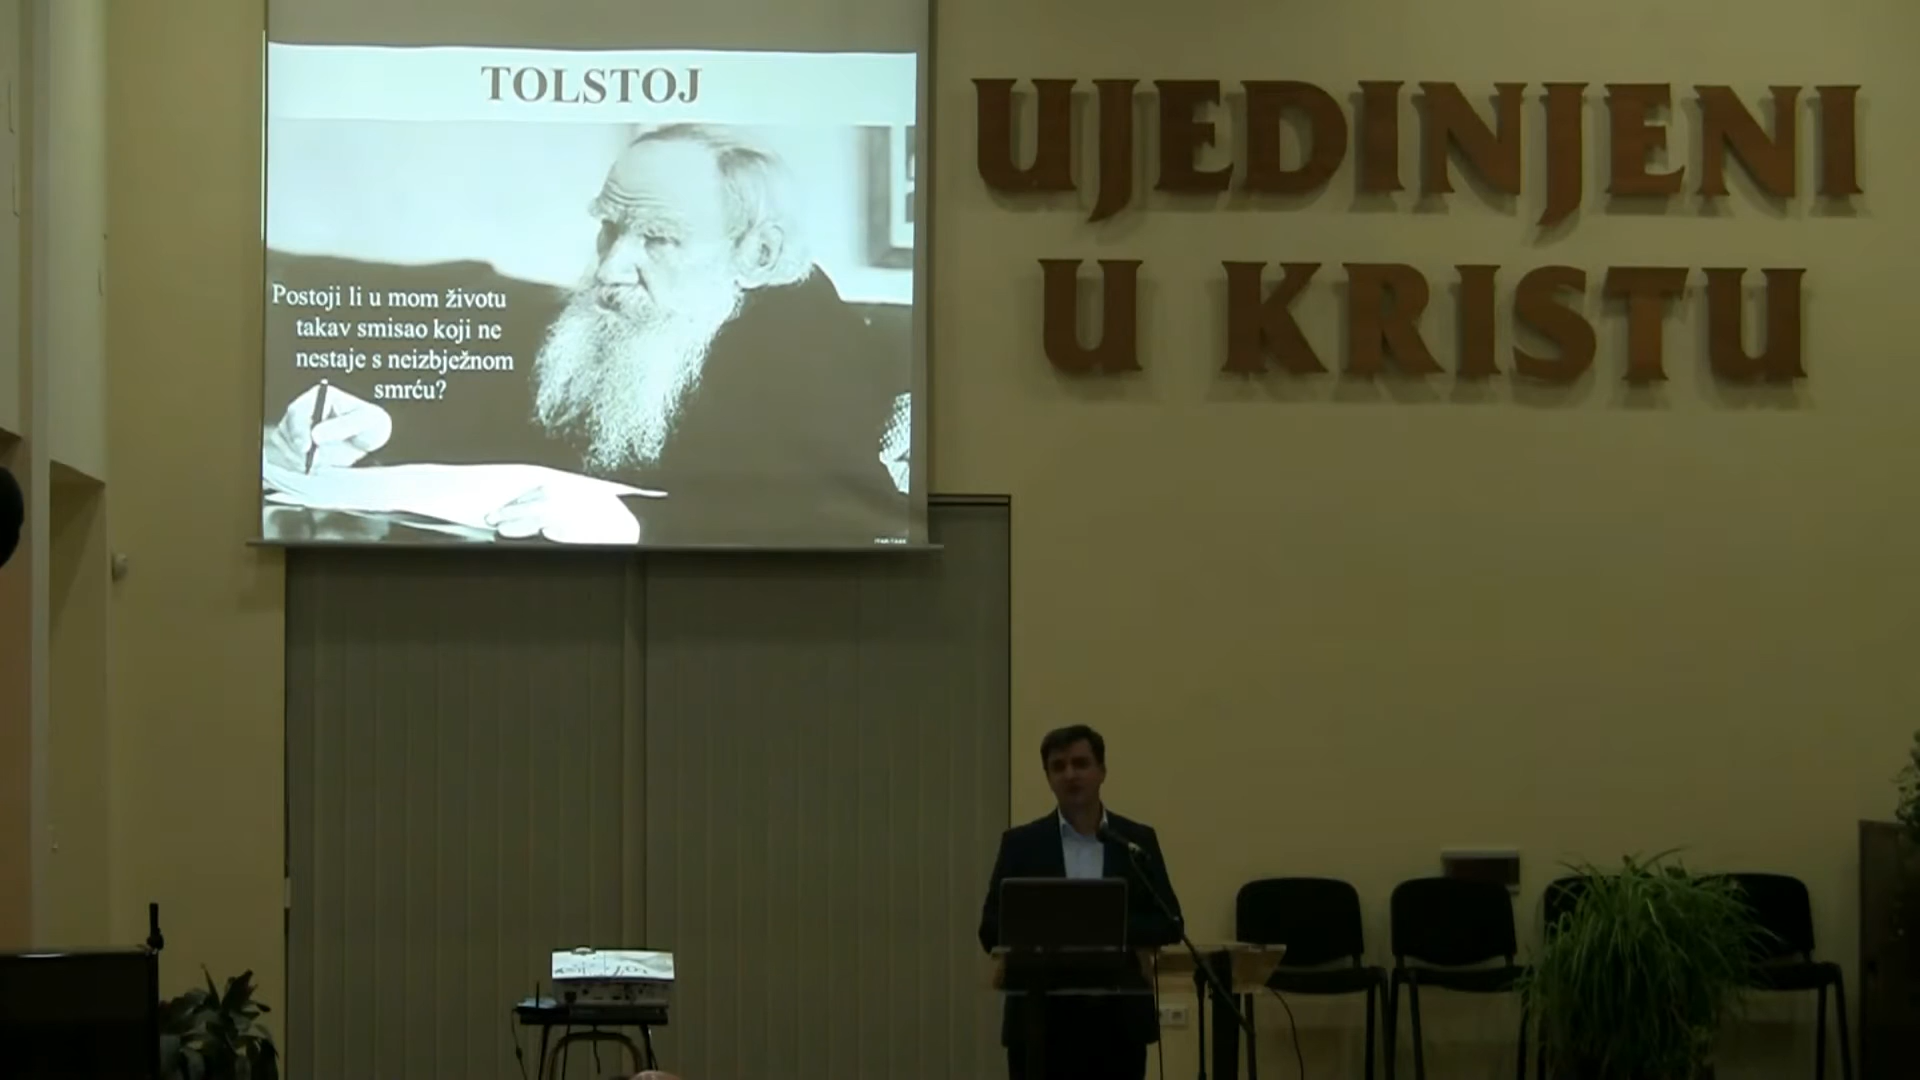 TOLSTOJ
Postoji li u mom životu
takav smisao koji ne
nestaje s neizbježnom
smrću?
UJEDINJENI
U KRISTU